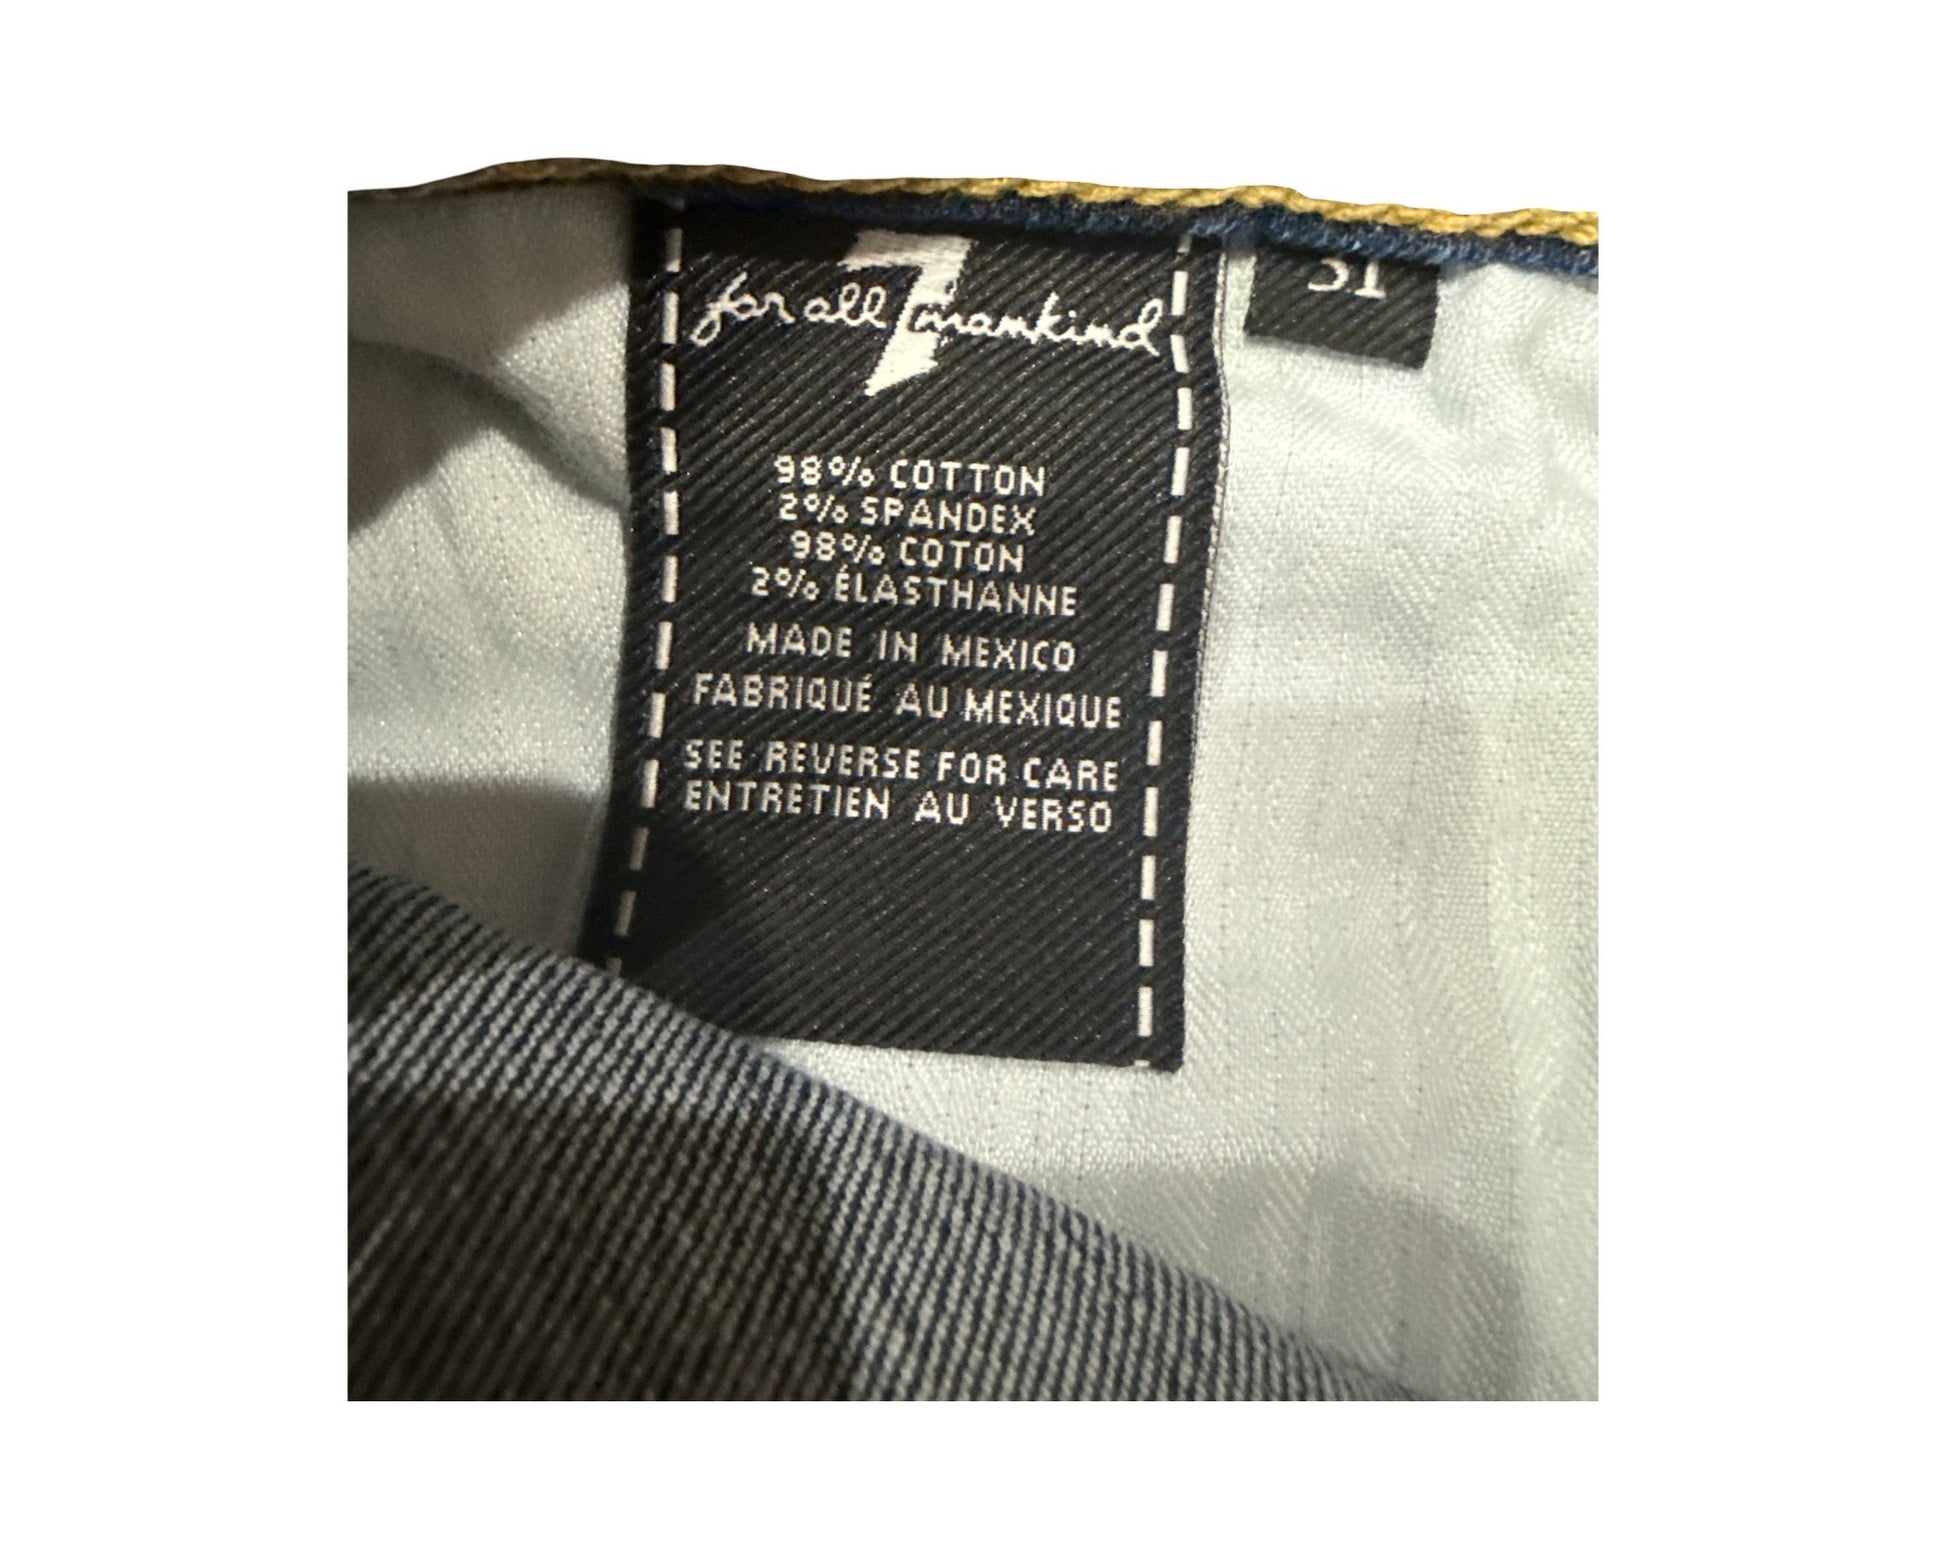 7
for all mankind
31
98% COTTON
2% SPANDEX
98% COTON
2% ÉLASTHANNE
MADE IN MEXICO
FABRIQUÉ AU MEXIQUE
SEE REVERSE FOR CARE
ENTRETIEN AU VERSO